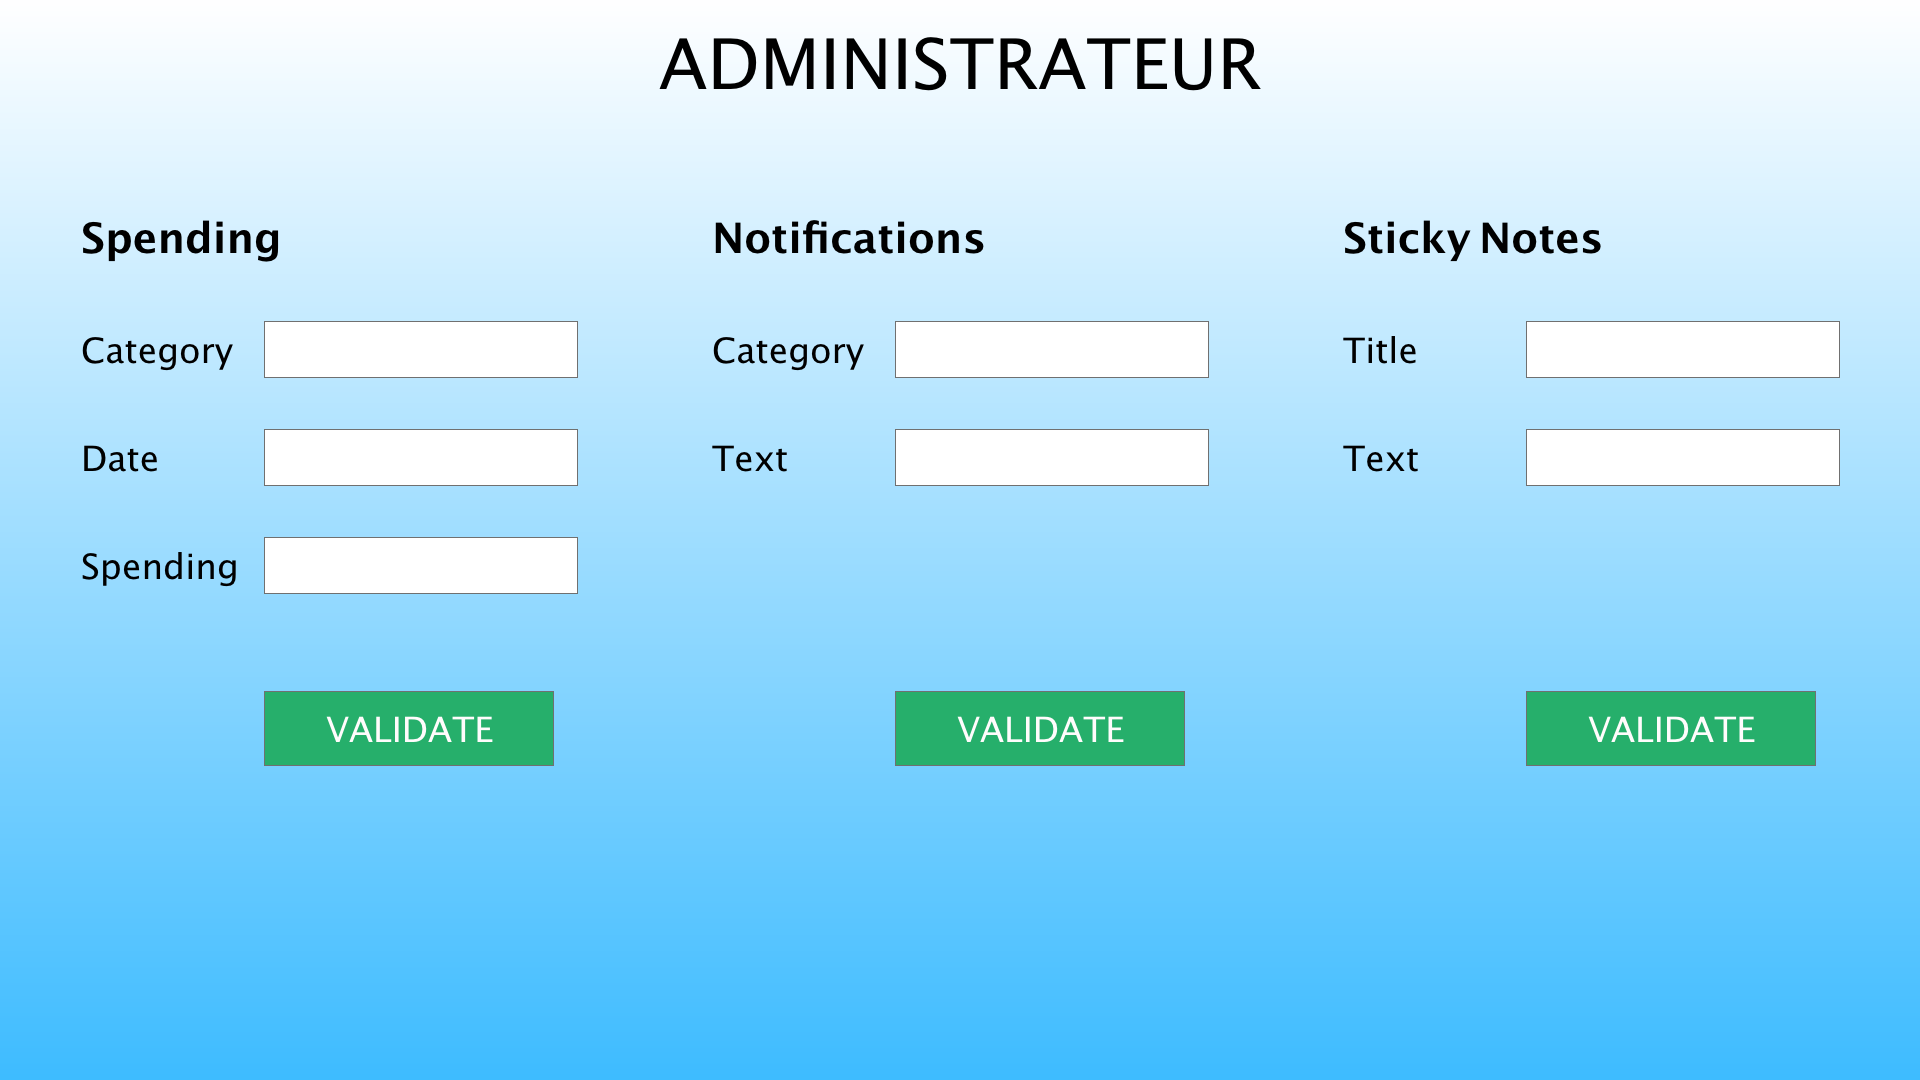 ADMINISTRATEUR
Spending
Category
Date
Spending
VALIDATE
Notifications
Category
Text
VALIDATE
Sticky Notes
Title
Text
VALIDATE